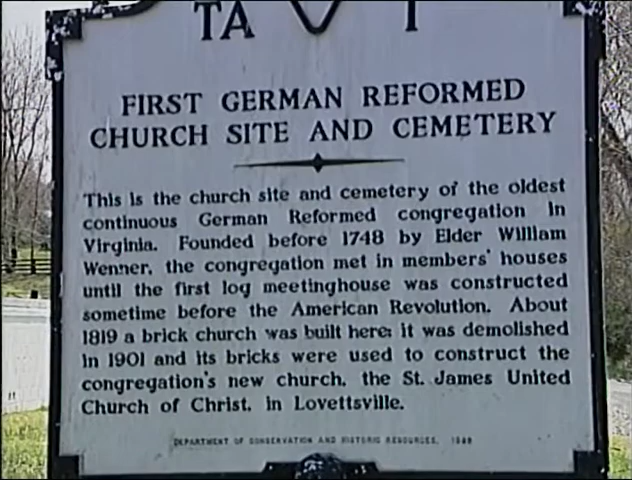 TA
FIRST GERMAN REFORMED
CHURCH SITE AND CEMETERY
This is the church site and cemetery of the oldest
continuous German Reformed congregation in
Virginia. Founded before 1748 by Elder William
Wenner, the congregation met in members' houses
until the first log meetinghouse was constructed
sometime before the American Revolution. About
1819 a brick church was built here; it was demolished
in 1901 and its bricks were used to construct the
congregation's new church, the St. James United
Church of Christ, in Lovettsville.
DEPARTMENT OF CONSERVATION AND HISTORIC RESOURCES,